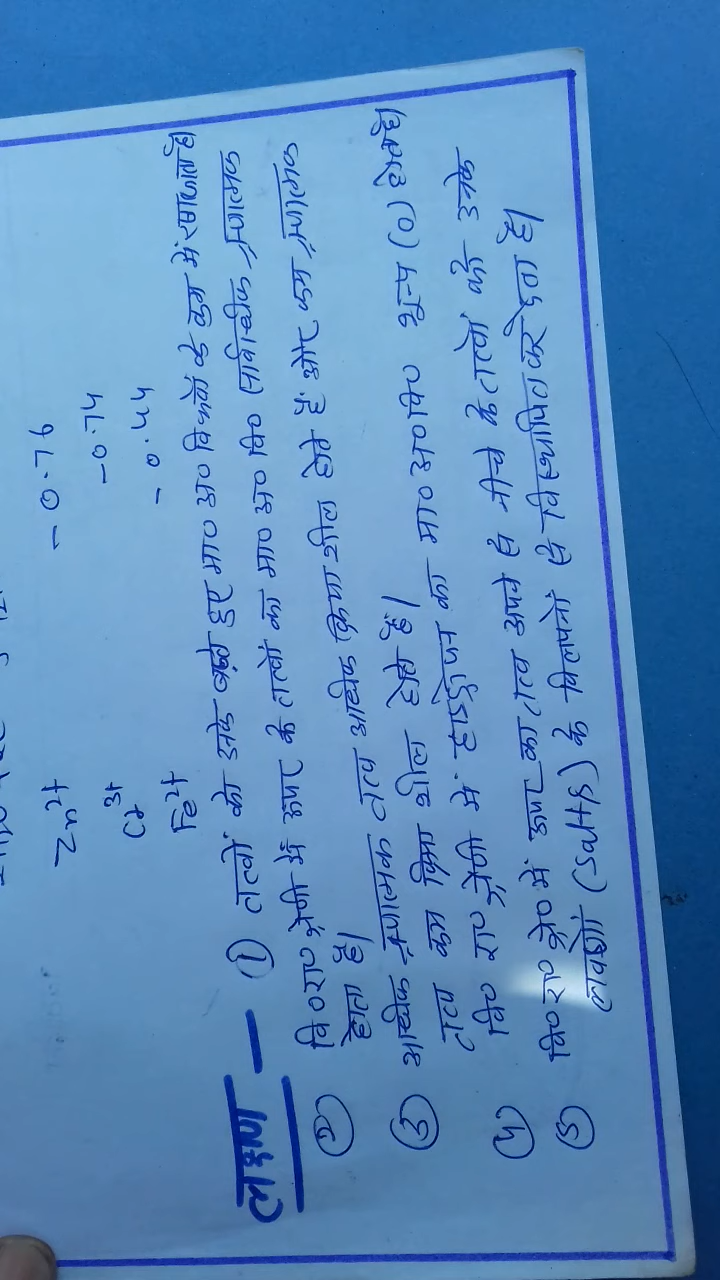 Zn²⁺ -0.76
Cr³⁺ -0.74
Fe²⁺ -0.44
लक्षण — ① तत्वों को उनके बढ़ते हुए मा० अ० विभवों के क्रम में रखा जाता है
② वि० रा० श्रेणी में ऊपर के तत्वों का मा० अ० वि० अधिक ऋणात्मक
होता है।
③ अधिक ऋणात्मक तत्व अधिक क्रिया शील होते हैं और कम ऋणात्मक
तत्व कम क्रिया शील होते हैं।
④ वि० रा० श्रेणी में हाइड्रोजन का मा० अ० वि० शून्य (0) होता है।
⑤ वि० रा० श्रे० में ऊपर का तत्व अपने से नीचे के तत्वों को उनके
लवणों (Salts) के विलयनों से विस्थापित कर देता है।